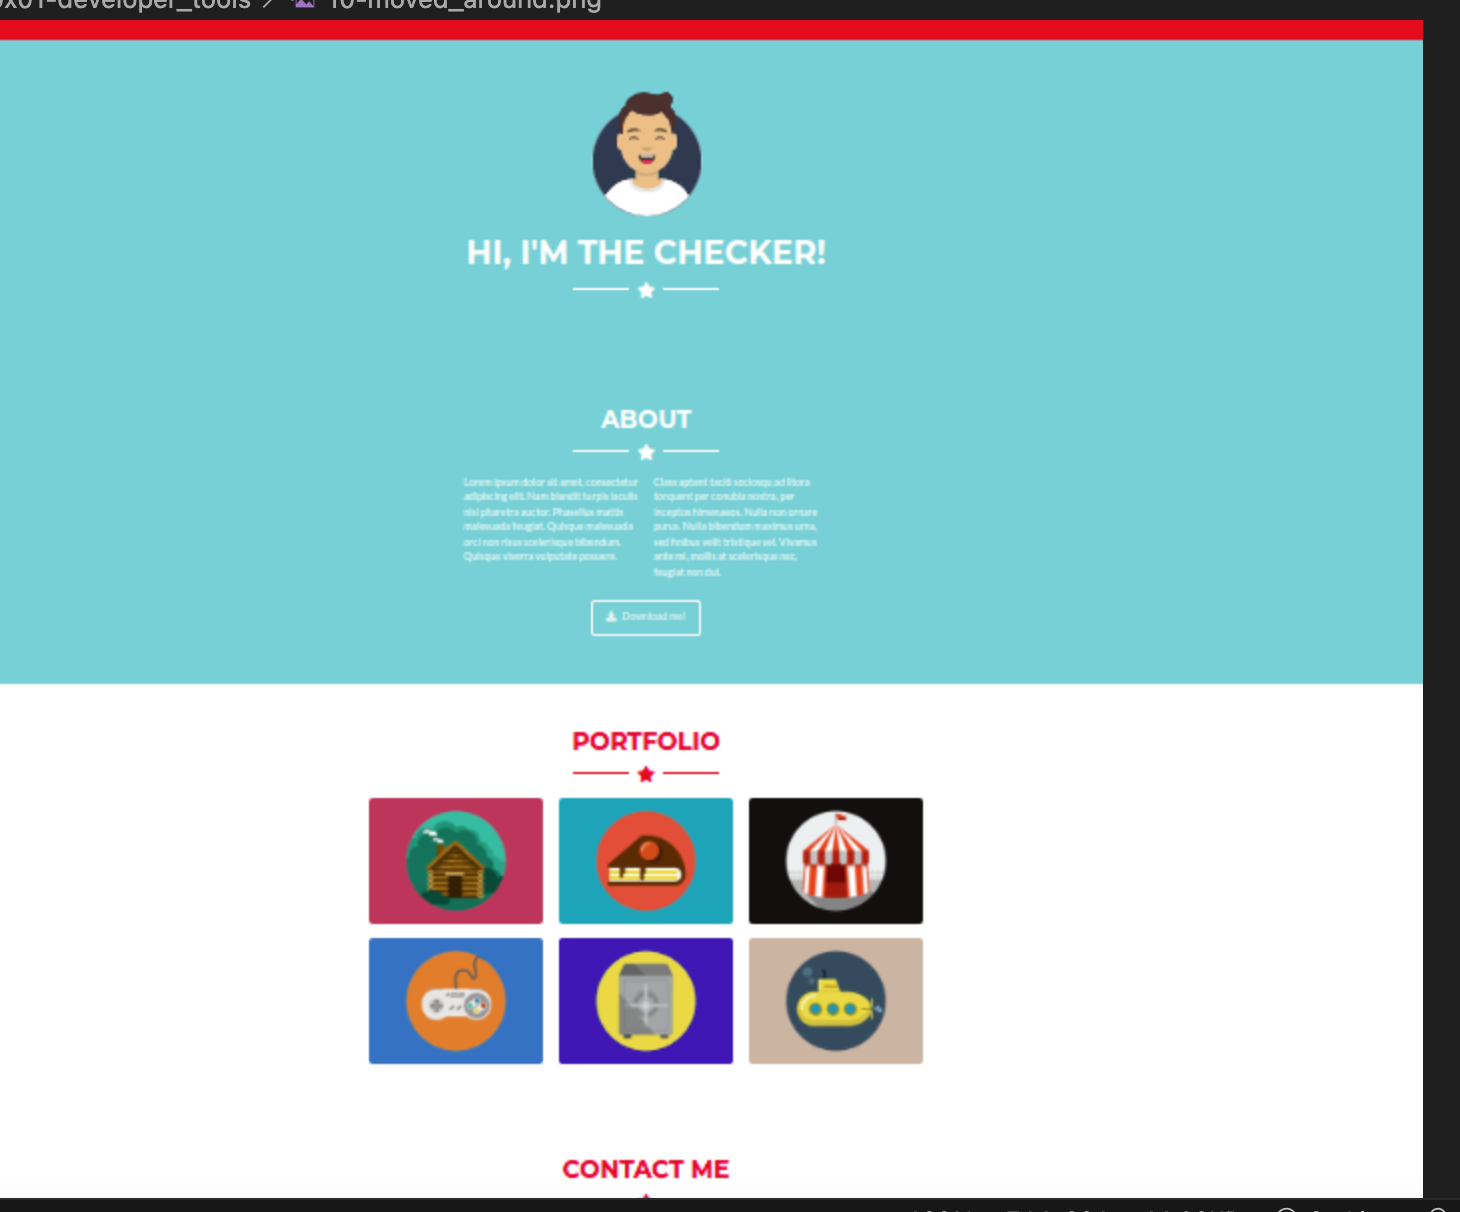 0x01-developer_tools > 10-moved_around.png
HI, I'M THE CHECKER!
ABOUT
Lorem ipsum dolor sit amet, consectetur
adipiscing elit. Nam blandit turpis iaculis
nisl pharetra auctor. Phasellus mattis
malesuada feugiat. Quisque malesuada
orci non risus scelerisque bibendum.
Quisque viverra vulputate posuere.
Class aptent taciti sociosqu ad litora
torquent per conubia nostra, per
inceptos himenaeos. Nulla non ornare
purus. Nulla bibendum maximus urna,
sed finibus velit tristique vel. Vivamus
ante mi, mollis at scelerisque nec,
feugiat non dui.
Download me!
PORTFOLIO
CONTACT ME